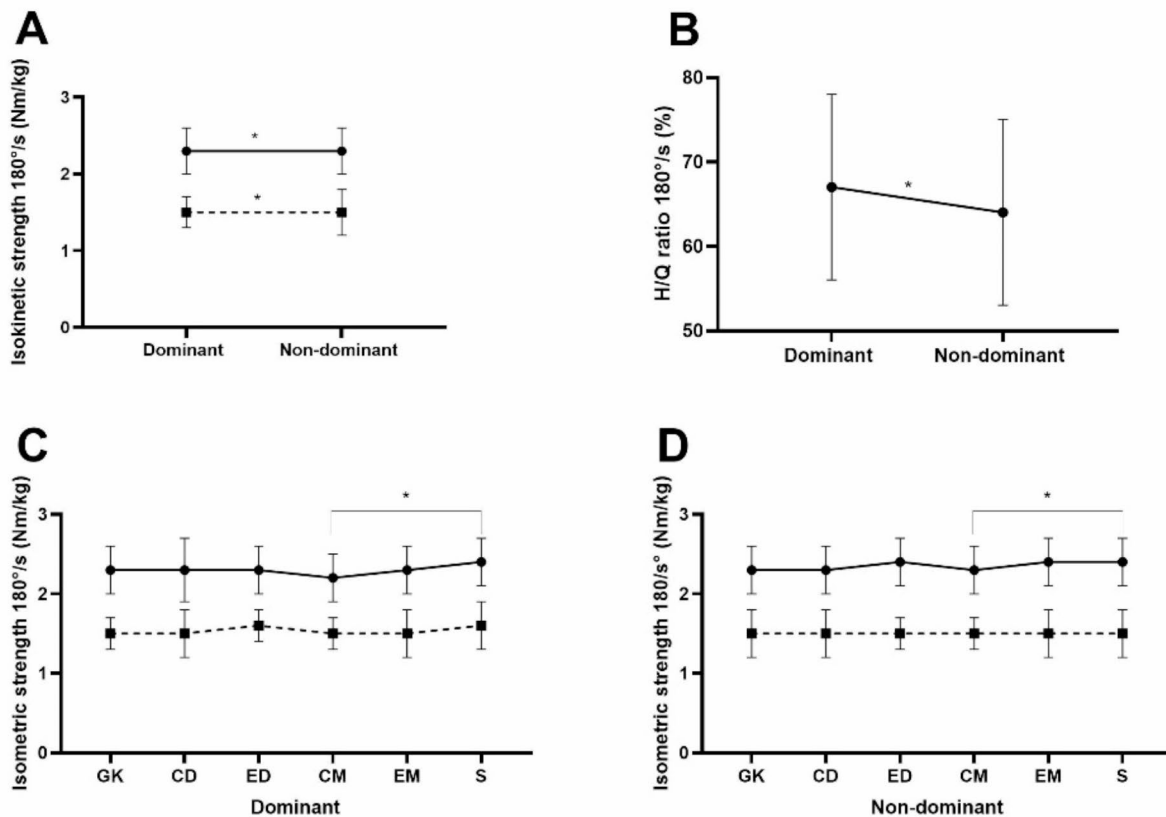 A
Isokinetic strength 180°/s (Nm/kg)
3
2
1
0
*
*
Dominant Non-dominant
B
H/Q ratio 180°/s (%)
80
70
60
50
*
Dominant Non-dominant
C
Isometric strength 180°/s (Nm/kg)
3
2
1
0
*
GK CD ED CM EM S
Dominant
D
Isometric strength 180/s° (Nm/kg)
3
2
1
0
*
GK CD ED CM EM S
Non-dominant